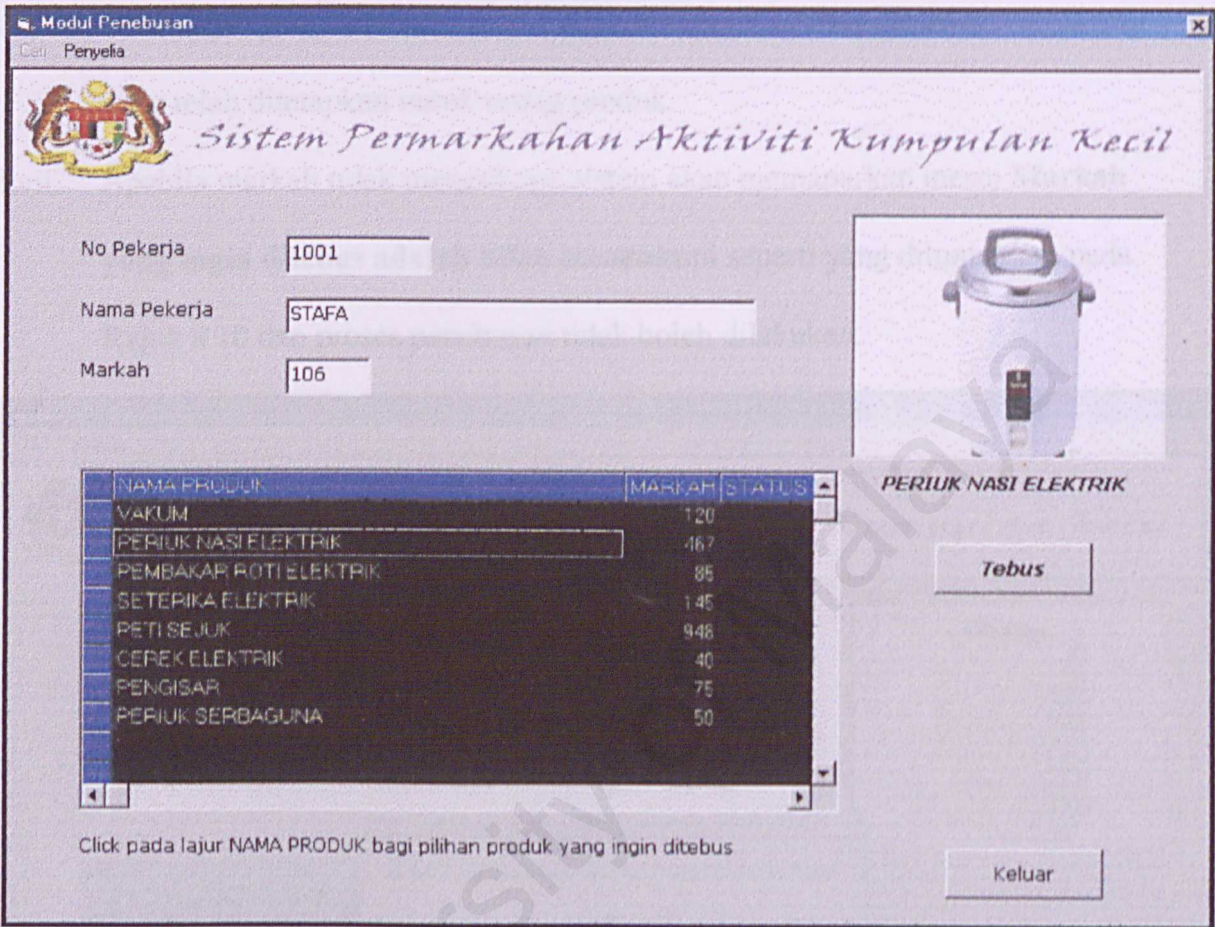 Modul Penebusan
Cari Penyelia
Sistem Permarkahan Aktiviti Kumpulan Kecil
No Pekerja 1001
Nama Pekerja STAFA
Markah 106
NAMA PRODUK MARKAH STATUS
VAKUM 120
PERIUK NASI ELEKTRIK 467
PEMBAKAR ROTI ELEKTRIK 85
SETERIKA ELEKTRIK 145
PETI SEJUK 948
CEREK ELEKTRIK 40
PENGISAR 75
PERIUK SERBAGUNA 50
PERIUK NASI ELEKTRIK
Tebus
Click pada lajur NAMA PRODUK bagi pilihan produk yang ingin ditebus
Keluar